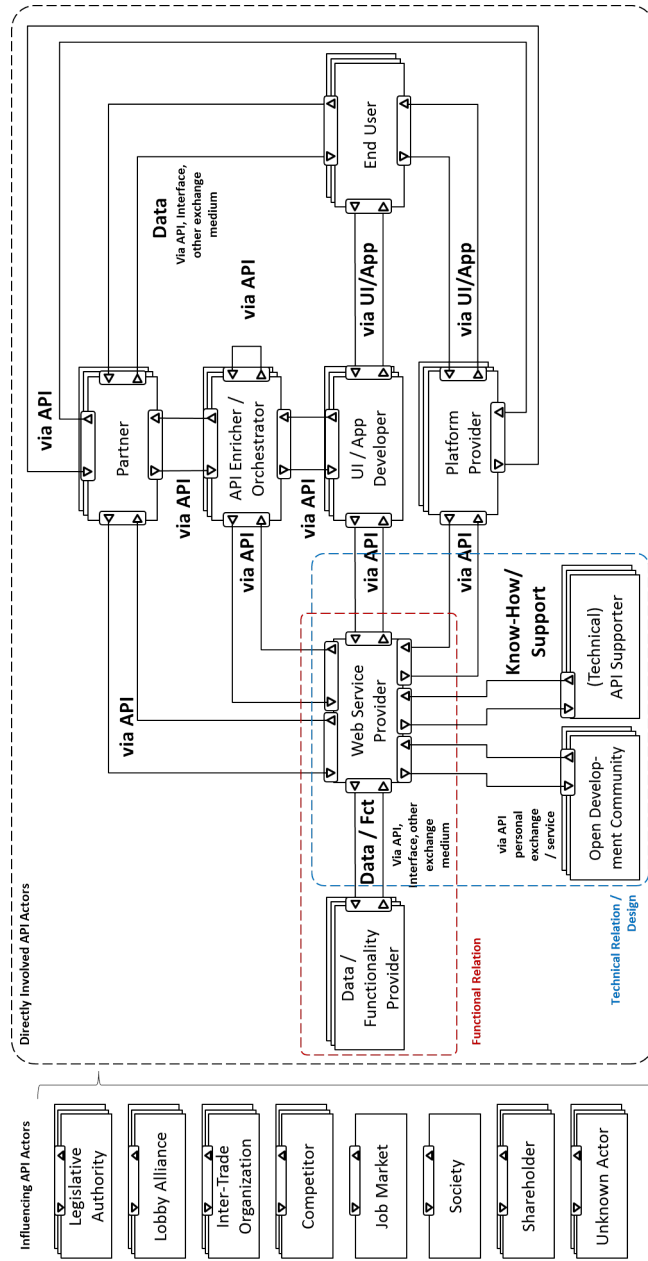 Influencing API Actors
Legislative
Authority
Lobby Alliance
Inter-Trade
Organization
Competitor
Job Market
Society
Shareholder
Unknown Actor
Directly Involved API Actors
via API
via API
Partner
Data
Via API, Interface,
other exchange
medium
via API
via API
API Enricher /
Orchestrator
via API
via API
Data /
Functionality
Provider
Data / Fct
Via API,
Interface, other
exchange
medium
Web Service
Provider
via API
UI / App
Developer
via UI/App
End User
via API
Platform
Provider
via UI/App
Functional Relation
via API
personal
exchange
/ service
Know-How/
Support
Open Develop-
ment Community
(Technical)
API Supporter
Technical Relation /
Design